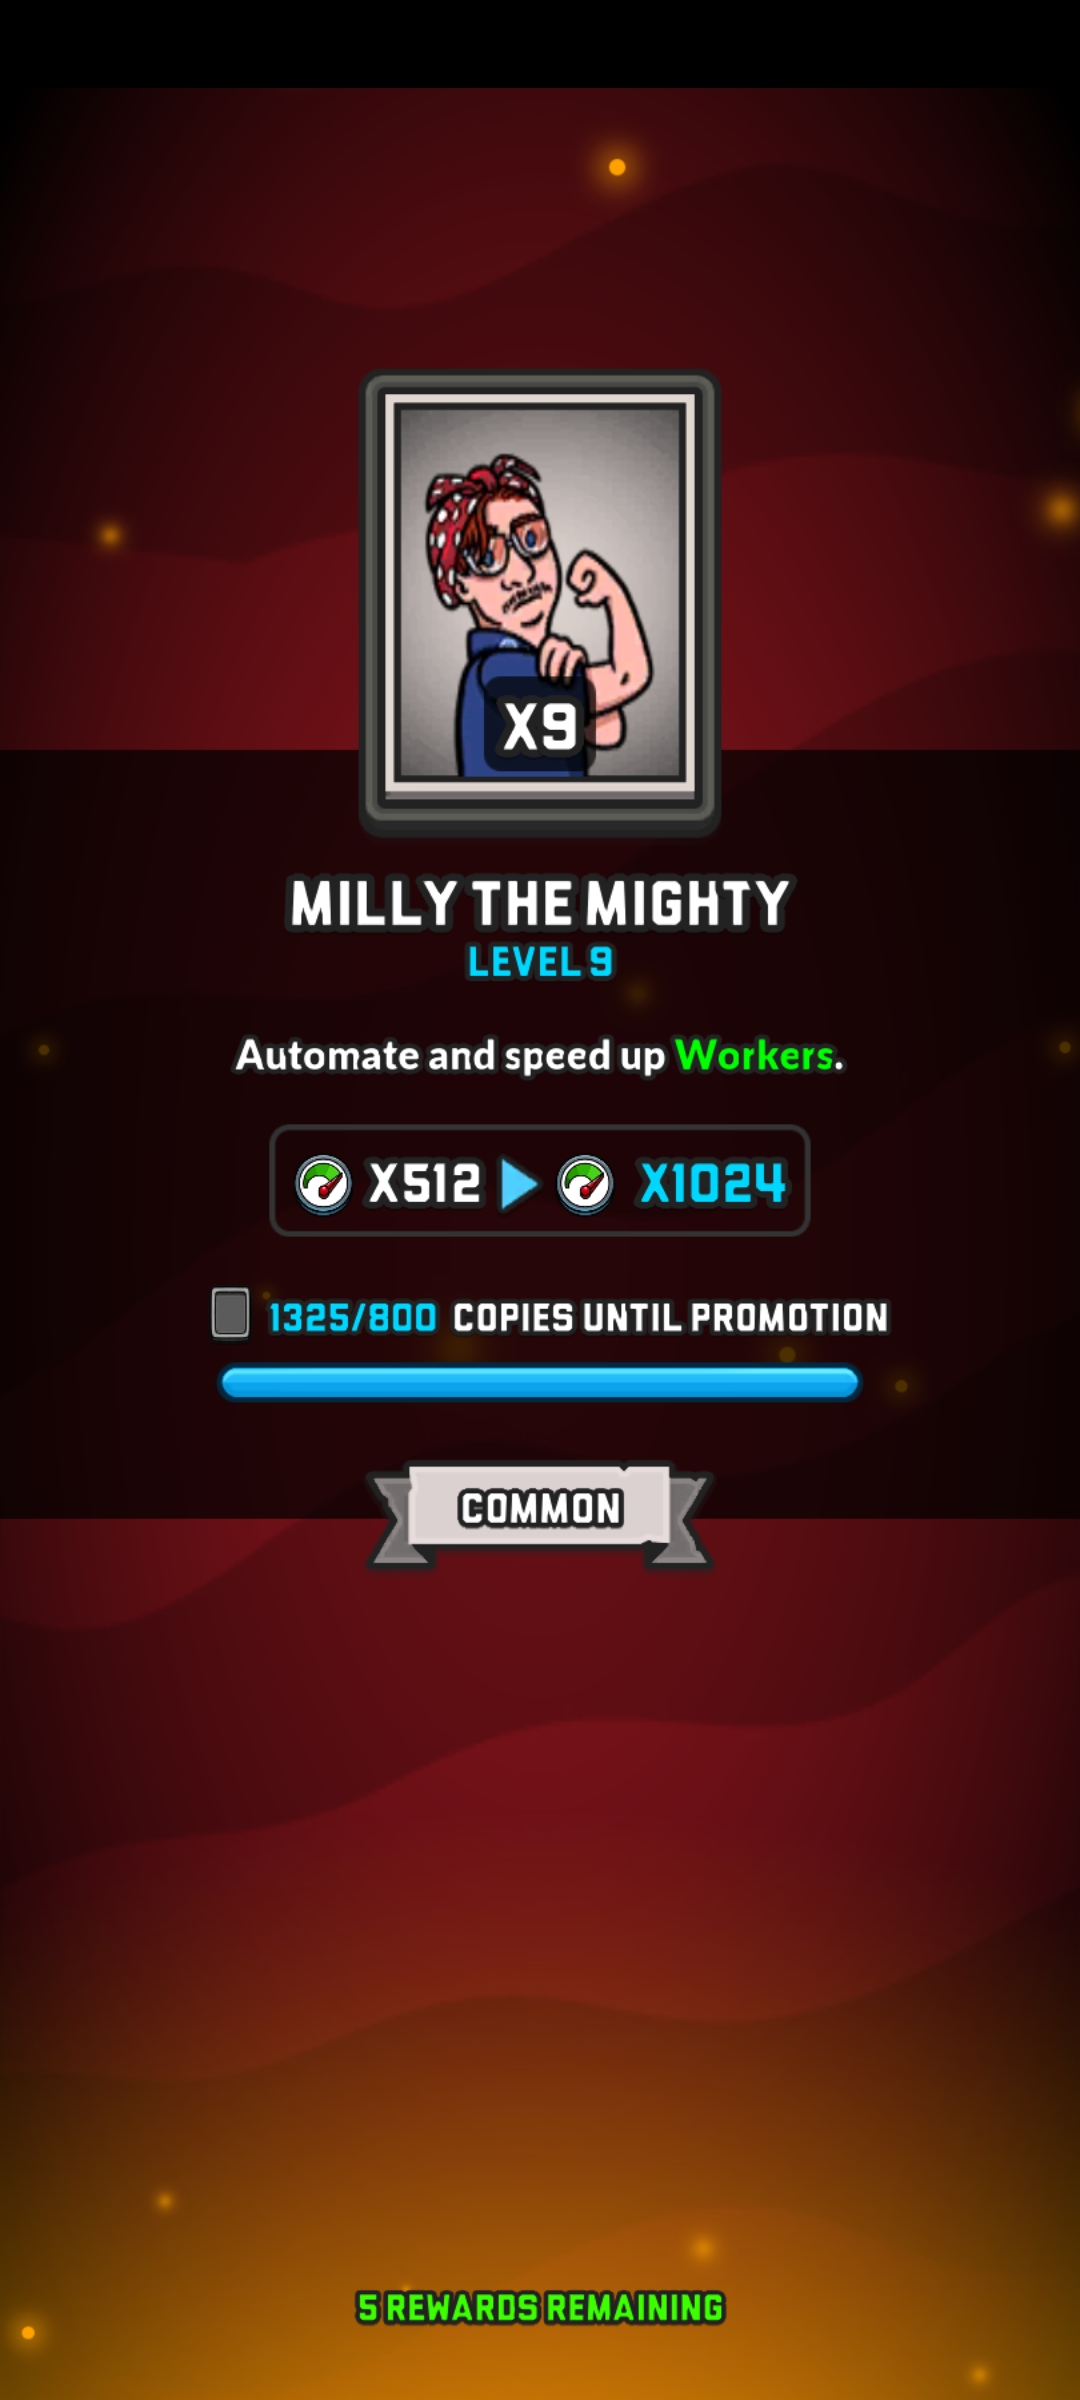 X9
MILLY THE MIGHTY
LEVEL 9
Automate and speed up Workers.
X512 X1024
1325/800 COPIES UNTIL PROMOTION
COMMON
5 REWARDS REMAINING